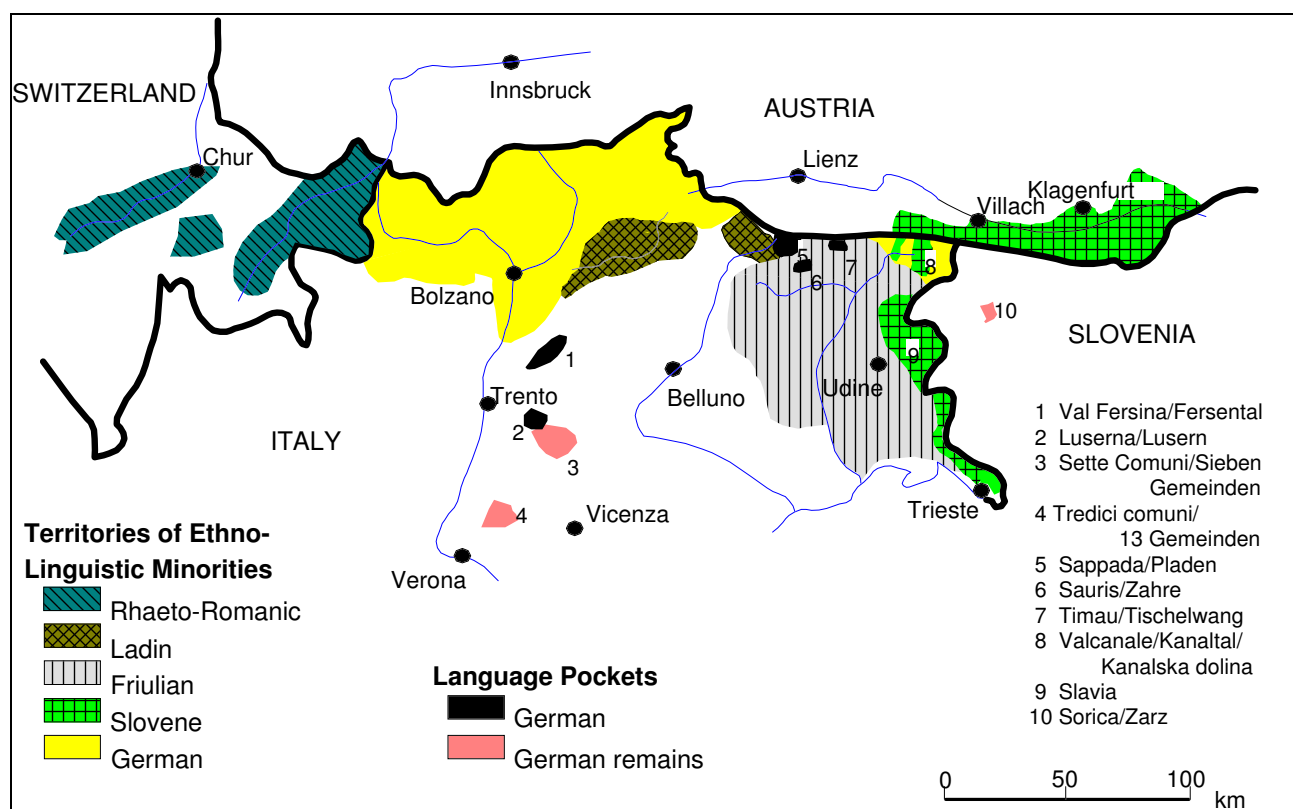 SWITZERLAND
Innsbruck
AUSTRIA
Chur
Lienz
Klagenfurt
Villach
5
7
8
6
Bolzano
10
SLOVENIA
1
9
Belluno
Udine
Trento
ITALY
2
3
4
Vicenza
Trieste
Verona
1 Val Fersina/Fersental
2 Luserna/Lusern
3 Sette Comuni/Sieben
Gemeinden
4 Tredici comuni/
13 Gemeinden
5 Sappada/Pladen
6 Sauris/Zahre
7 Timau/Tischelwang
8 Valcanale/Kanaltal/
Kanalska dolina
9 Slavia
10 Sorica/Zarz
Territories of Ethno-
Linguistic Minorities
Rhaeto-Romanic
Ladin
Friulian
Slovene
German
Language Pockets
German
German remains
0 50 100
km